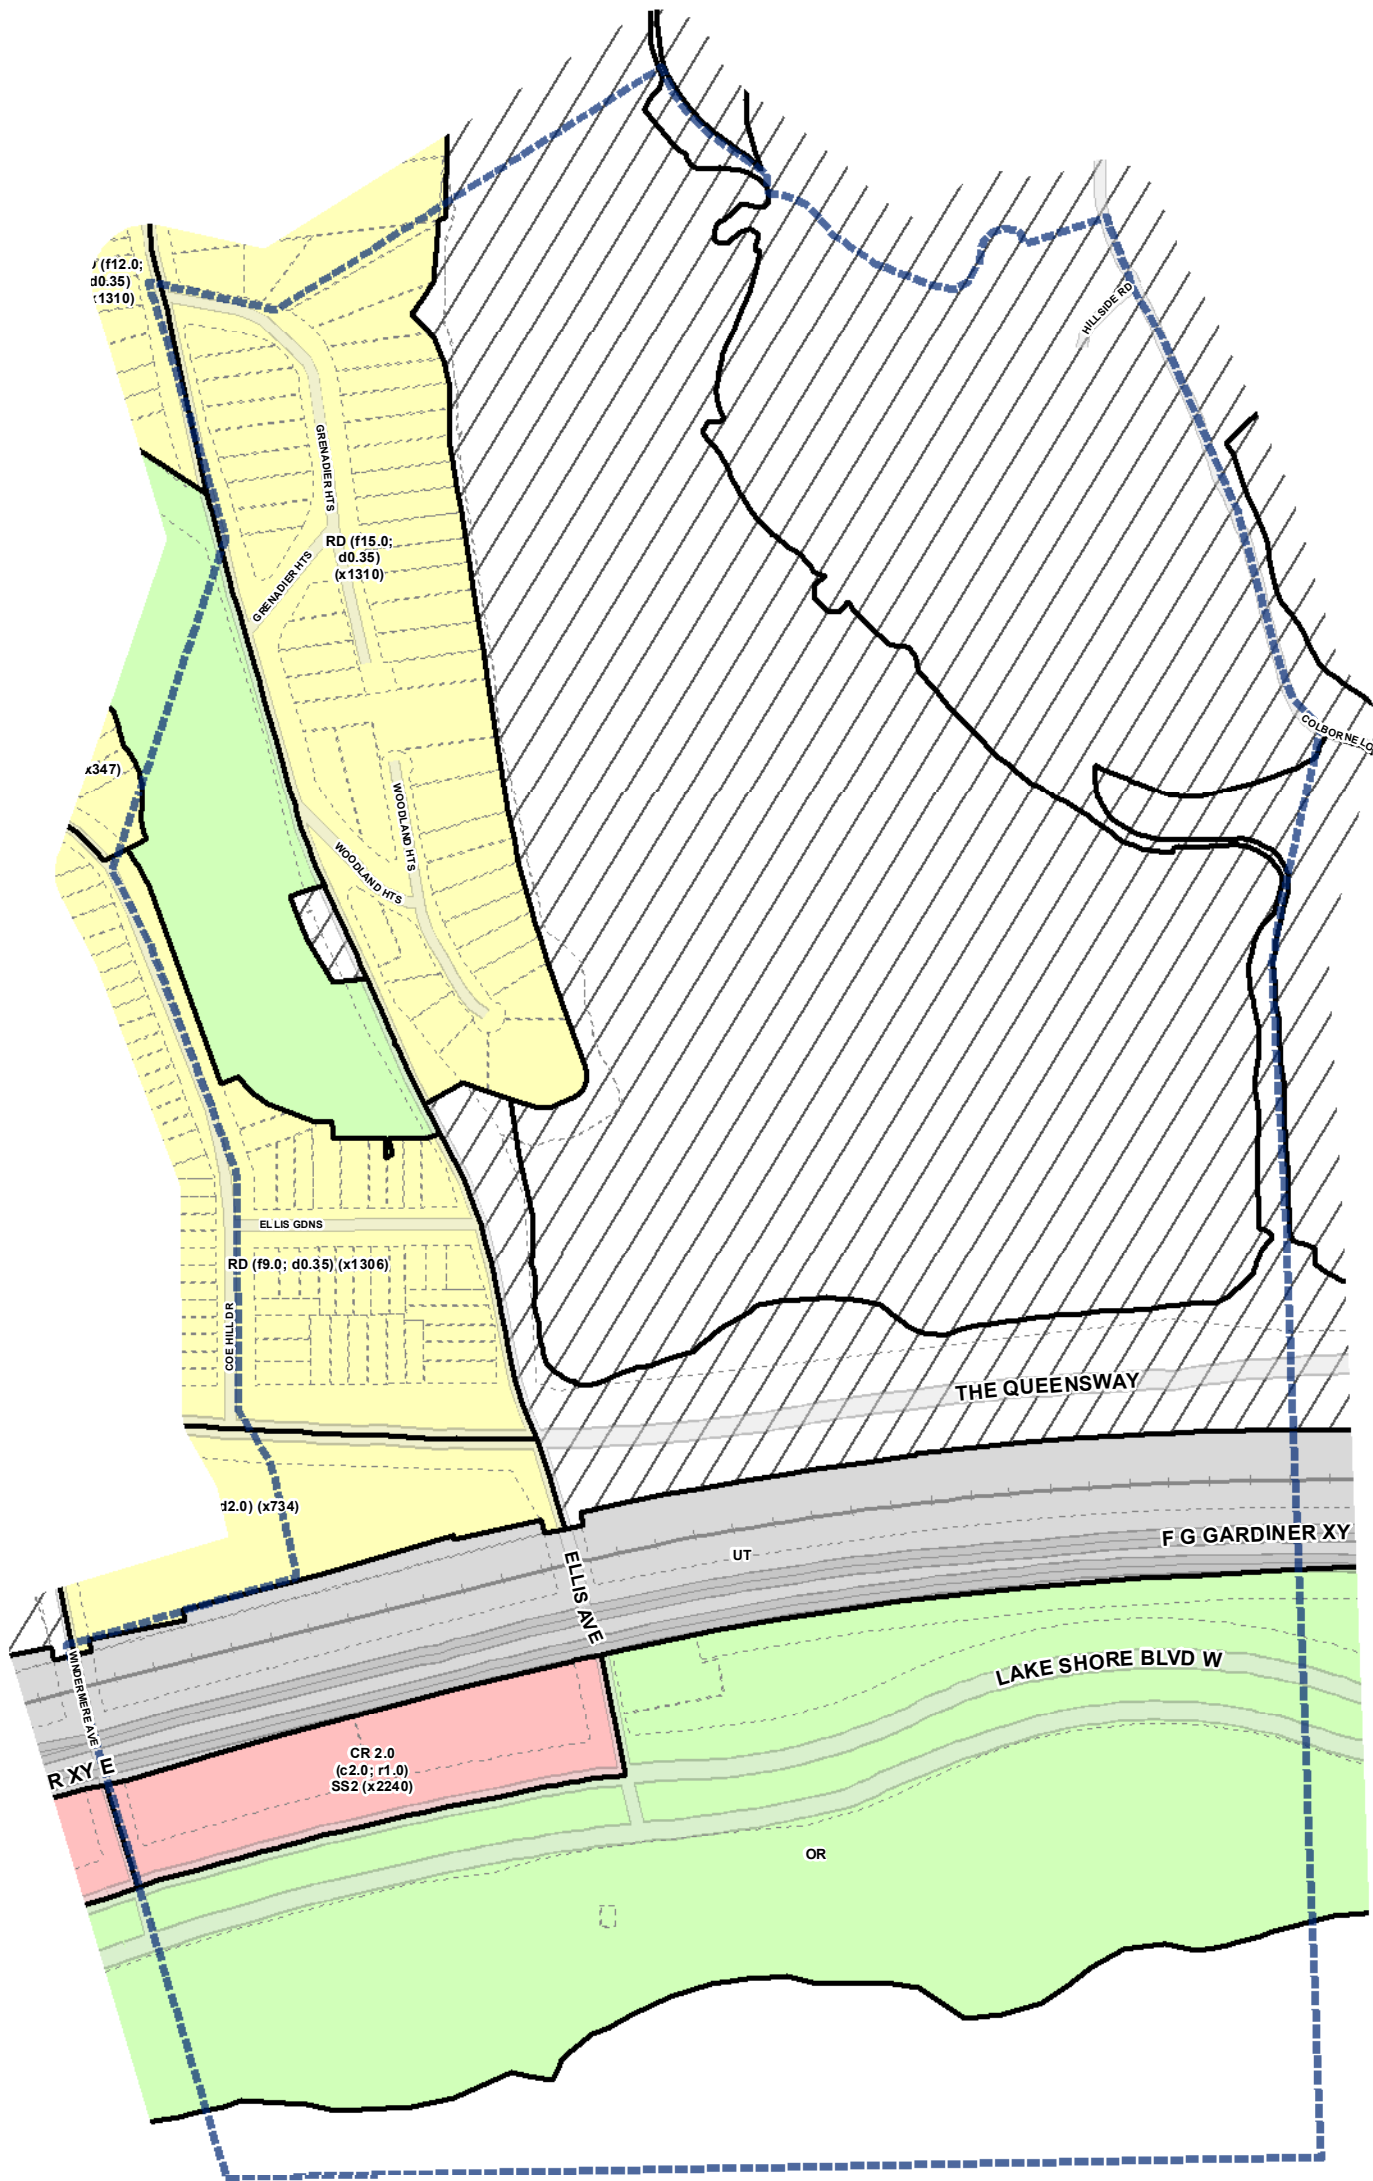 (f12.0;
d0.35)
x1310)
HILLSIDE RD
GRENADIER HTS
RD (f15.0;
d0.35)
(x1310)
GRENADIER HTS
COLBORNE LO
x347)
WOODLAND HTS
WOODLAND HTS
ELLIS GDNS
RD (f9.0; d0.35) (x1306)
COE HILL DR
THE QUEENSWAY
d2.0) (x734)
F G GARDINER XY
UT
ELLIS AVE
WINDERMERE AVE
LAKE SHORE BLVD W
R XY E
CR 2.0
(c2.0; r1.0)
SS2 (x2240)
OR